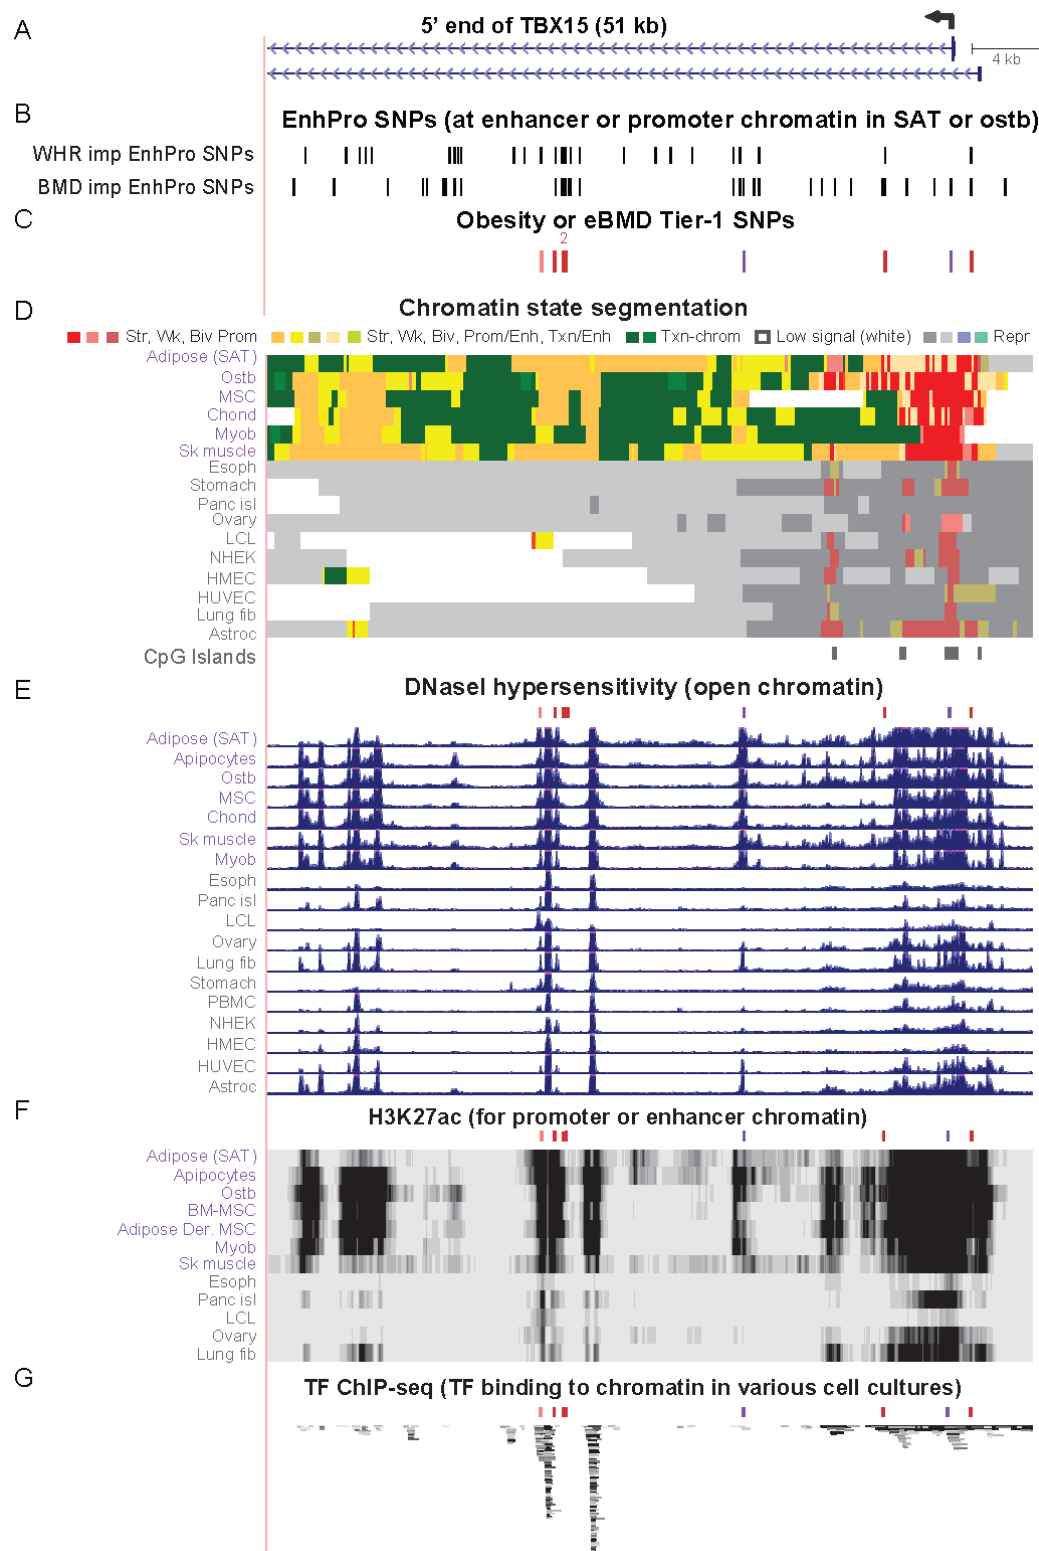 A
5’ end of TBX15 (51 kb)
4 kb
B
EnhPro SNPs (at enhancer or promoter chromatin in SAT or ostb)
WHR imp EnhPro SNPs
BMD imp EnhPro SNPs
C
Obesity or eBMD Tier-1 SNPs
2
D
Chromatin state segmentation
Str, Wk, Biv Prom Str, Wk, Biv, Prom/Enh, Txn/Enh Txn-chrom Low signal (white) Repr
Adipose (SAT)
Ostb
MSC
Chond
Myob
Sk muscle
Esoph
Stomach
Panc isl
Ovary
LCL
NHEK
HMEC
HUVEC
Lung fib
Astroc
CpG Islands
E
DNaseI hypersensitivity (open chromatin)
Adipose (SAT)
Apipocytes
Ostb
MSC
Chond
Sk muscle
Myob
Esoph
Panc isl
LCL
Ovary
Lung fib
Stomach
PBMC
NHEK
HMEC
HUVEC
Astroc
F
H3K27ac (for promoter or enhancer chromatin)
Adipose (SAT)
Apipocytes
Ostb
BM-MSC
Adipose Der. MSC
Myob
Sk muscle
Esoph
Panc isl
LCL
Ovary
Lung fib
G
TF ChIP-seq (TF binding to chromatin in various cell cultures)